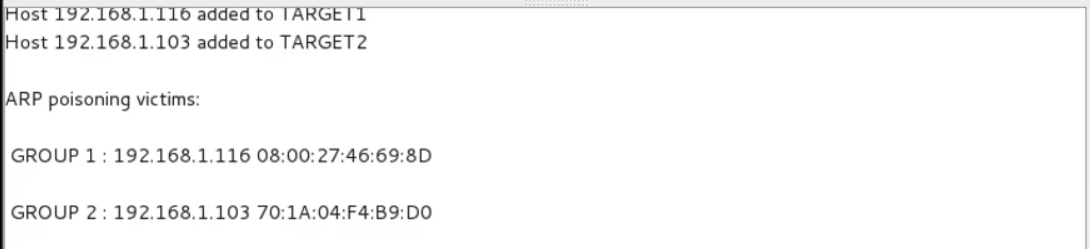 Host 192.168.1.116 added to TARGET1
Host 192.168.1.103 added to TARGET2
ARP poisoning victims:
GROUP 1 : 192.168.1.116 08:00:27:46:69:8D
GROUP 2 : 192.168.1.103 70:1A:04:F4:B9:D0